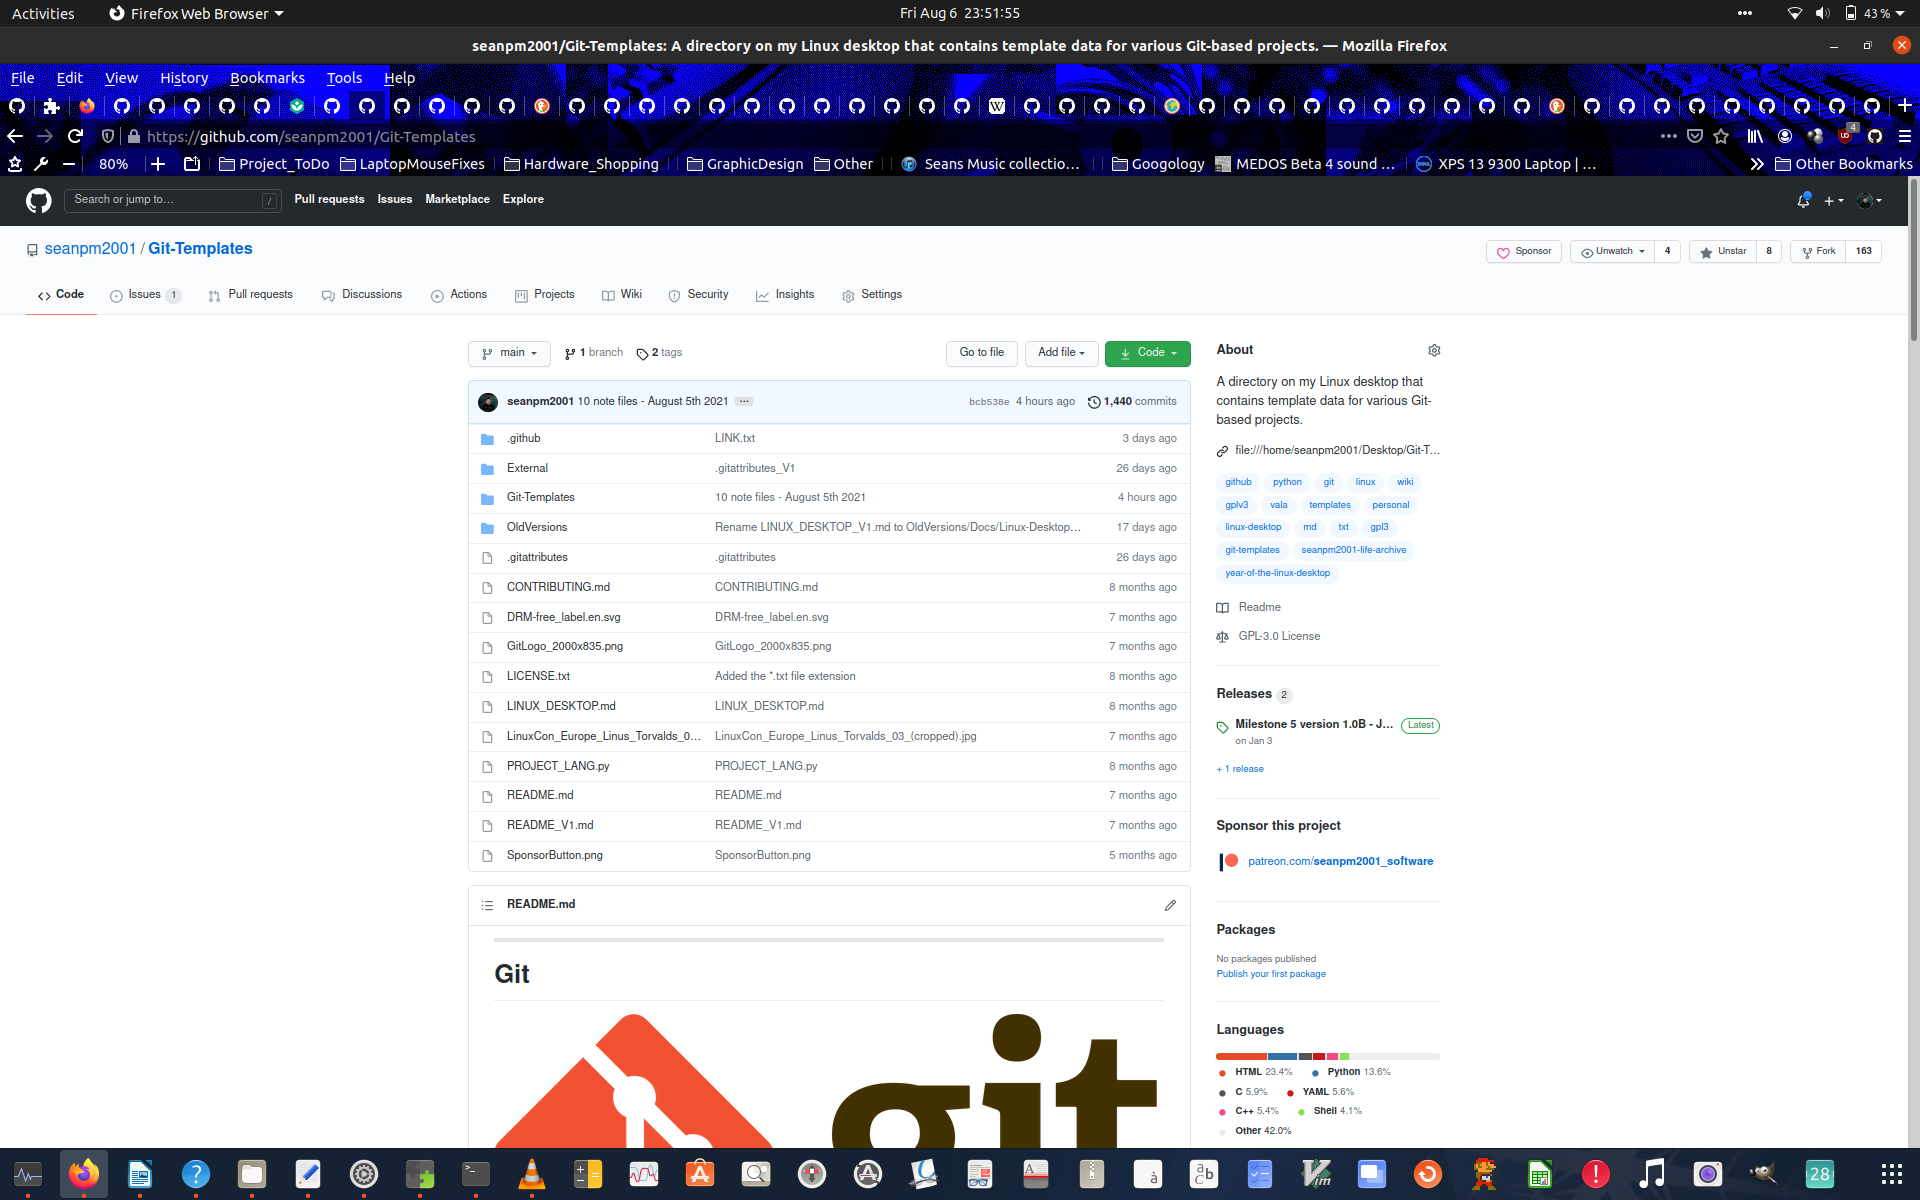 Activities Firefox Web Browser Fri Aug 6 23:51:55 43 %
seanpm2001/Git-Templates: A directory on my Linux desktop that contains template data for various Git-based projects. — Mozilla Firefox
File Edit View History Bookmarks Tools Help
https://github.com/seanpm2001/Git-Templates 4
80% Project_ToDo LaptopMouseFixes Hardware_Shopping GraphicDesign Other Seans Music collectio… Googology MEDOS Beta 4 sound … XPS 13 9300 Laptop | … Other Bookmarks
Search or jump to… / Pull requests Issues Marketplace Explore
seanpm2001 / Git-Templates Sponsor Unwatch 4 Unstar 8 Fork 163
Code Issues 1 Pull requests Discussions Actions Projects Wiki Security Insights Settings
main 1 branch 2 tags Go to file Add file Code
seanpm2001 10 note files - August 5th 2021 ... bcb538e 4 hours ago 1,440 commits
.github LINK.txt 3 days ago
External .gitattributes_V1 26 days ago
Git-Templates 10 note files - August 5th 2021 4 hours ago
OldVersions Rename LINUX_DESKTOP_V1.md to OldVersions/Docs/Linux-Desktop… 17 days ago
.gitattributes .gitattributes 26 days ago
CONTRIBUTING.md CONTRIBUTING.md 8 months ago
DRM-free_label.en.svg DRM-free_label.en.svg 7 months ago
GitLogo_2000x835.png GitLogo_2000x835.png 7 months ago
LICENSE.txt Added the *.txt file extension 8 months ago
LINUX_DESKTOP.md LINUX_DESKTOP.md 8 months ago
LinuxCon_Europe_Linus_Torvalds_0… LinuxCon_Europe_Linus_Torvalds_03_(cropped).jpg 7 months ago
PROJECT_LANG.py PROJECT_LANG.py 8 months ago
README.md README.md 7 months ago
README_V1.md README_V1.md 7 months ago
SponsorButton.png SponsorButton.png 5 months ago
README.md
Git
git
About
A directory on my Linux desktop that
contains template data for various Git-
based projects.
file:///home/seanpm2001/Desktop/Git-T…
github python git linux wiki
gplv3 vala templates personal
linux-desktop md txt gpl3
git-templates seanpm2001-life-archive
year-of-the-linux-desktop
Readme
GPL-3.0 License
Releases 2
Milestone 5 version 1.0B - J… Latest
on Jan 3
+ 1 release
Sponsor this project
patreon.com/seanpm2001_software
Packages
No packages published
Publish your first package
Languages
HTML 23.4% Python 13.6%
C 5.9% YAML 5.6%
C++ 5.4% Shell 4.1%
Other 42.0%
28